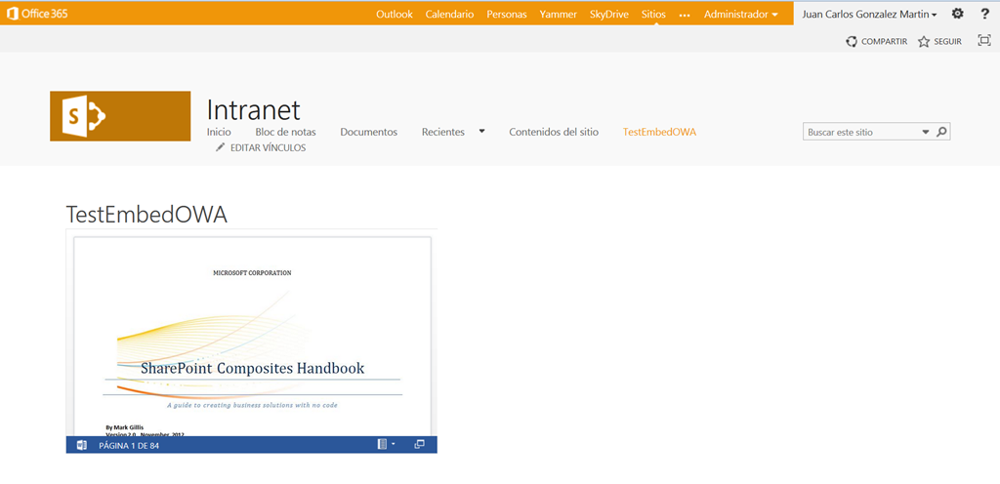 Office 365
Outlook Calendario Personas Yammer SkyDrive Sitios ... Administrador Juan Carlos Gonzalez Martin ?
COMPARTIR SEGUIR
S
Intranet
Inicio Bloc de notas Documentos Recientes Contenidos del sitio TestEmbedOWA
EDITAR VÍNCULOS
Buscar este sitio
TestEmbedOWA
MICROSOFT CORPORATION
SharePoint Composites Handbook
A guide to creating business solutions with no code
By Mark Gillis
Version 2.0 November, 2012
PÁGINA 1 DE 84